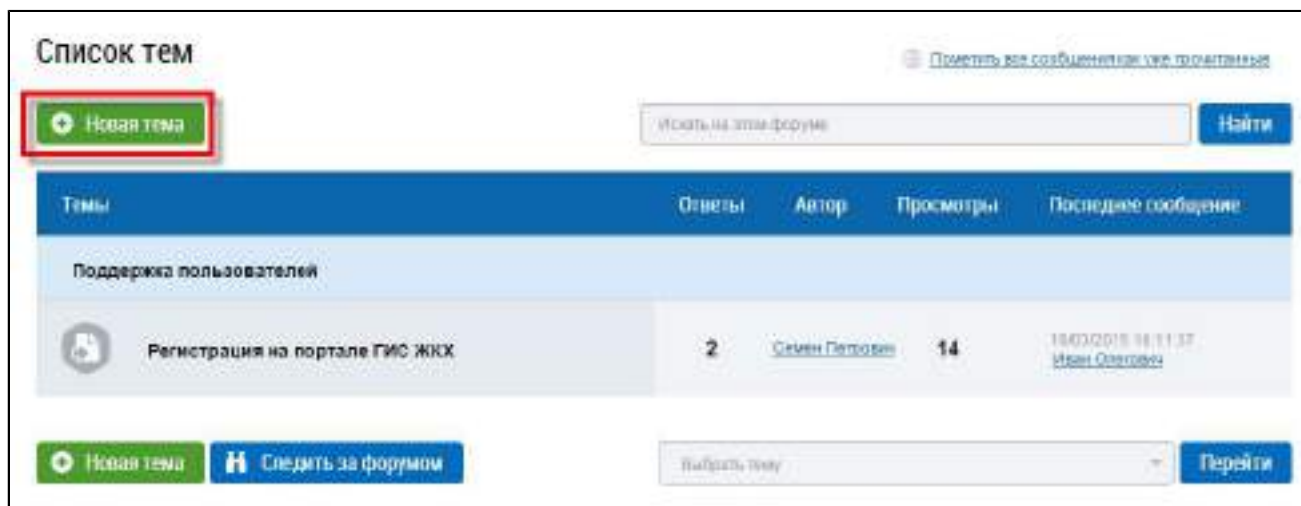 Список тем
Пометить все сообщения как уже прочитанные
Новая тема
Искать на этом форуме
Найти
Темы Ответы Автор Просмотры Последнее сообщение
Поддержка пользователей
Регистрация на портале ГИС ЖКХ 2 Семен Петрович 14
Иван Олегович
Новая тема Следить за форумом Выбрать тему Перейти